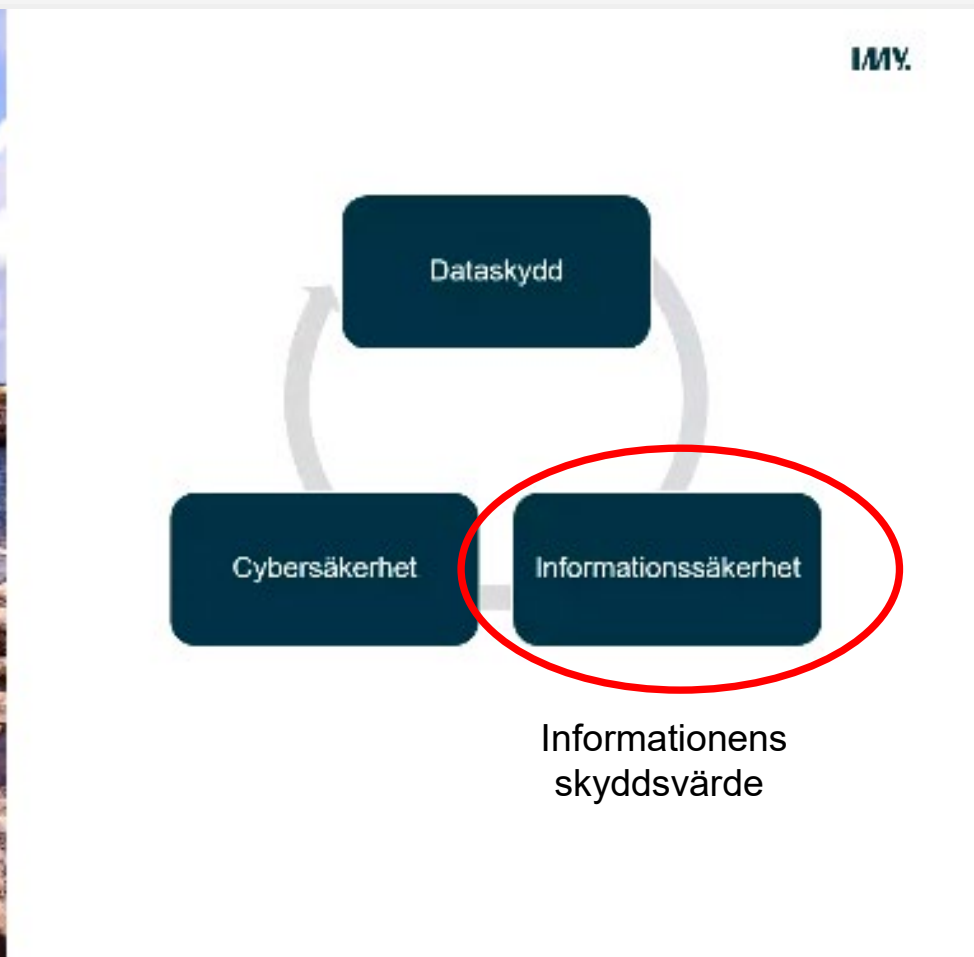 IMY.
Dataskydd
Cybersäkerhet
Informationssäkerhet
Informationens
skyddsvärde